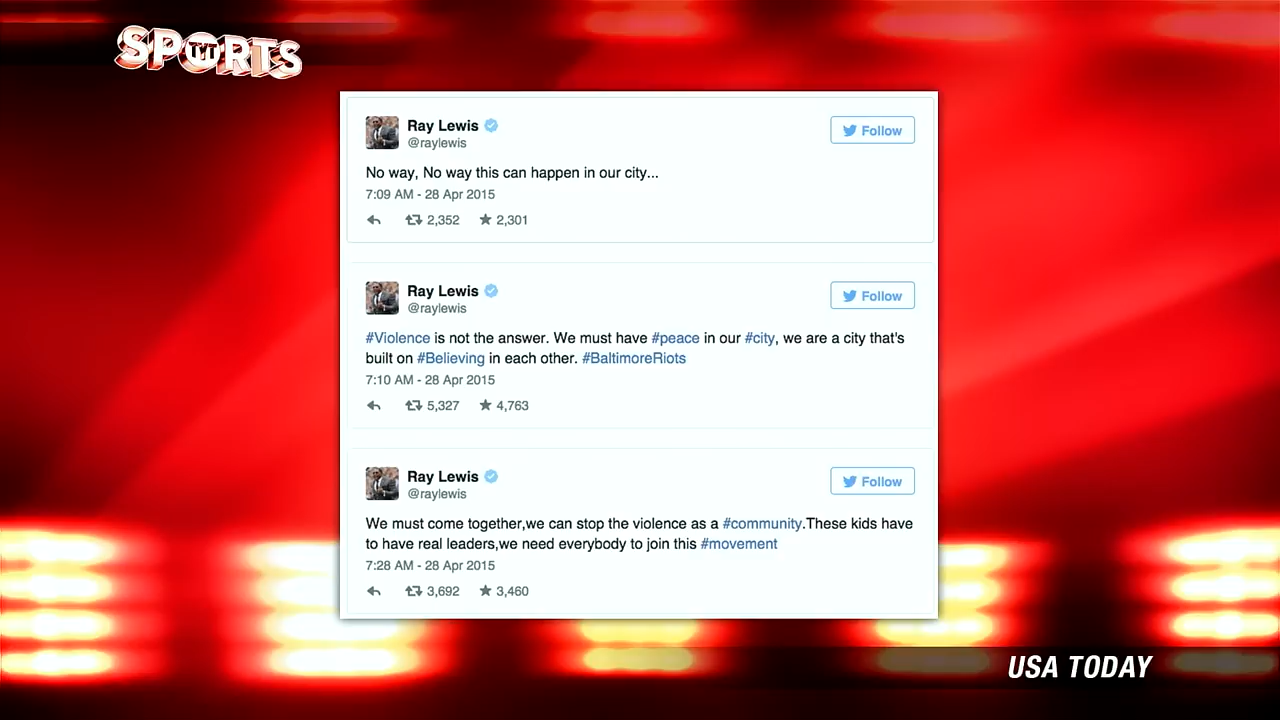 SPORTS
TYT
Ray Lewis
@raylewis
Follow
No way, No way this can happen in our city...
7:09 AM - 28 Apr 2015
2,352 2,301
Ray Lewis
@raylewis
Follow
#Violence is not the answer. We must have #peace in our #city, we are a city that's
built on #Believing in each other. #BaltimoreRiots
7:10 AM - 28 Apr 2015
5,327 4,763
Ray Lewis
@raylewis
Follow
We must come together,we can stop the violence as a #community.These kids have
to have real leaders,we need everybody to join this #movement
7:28 AM - 28 Apr 2015
3,692 3,460
USA TODAY